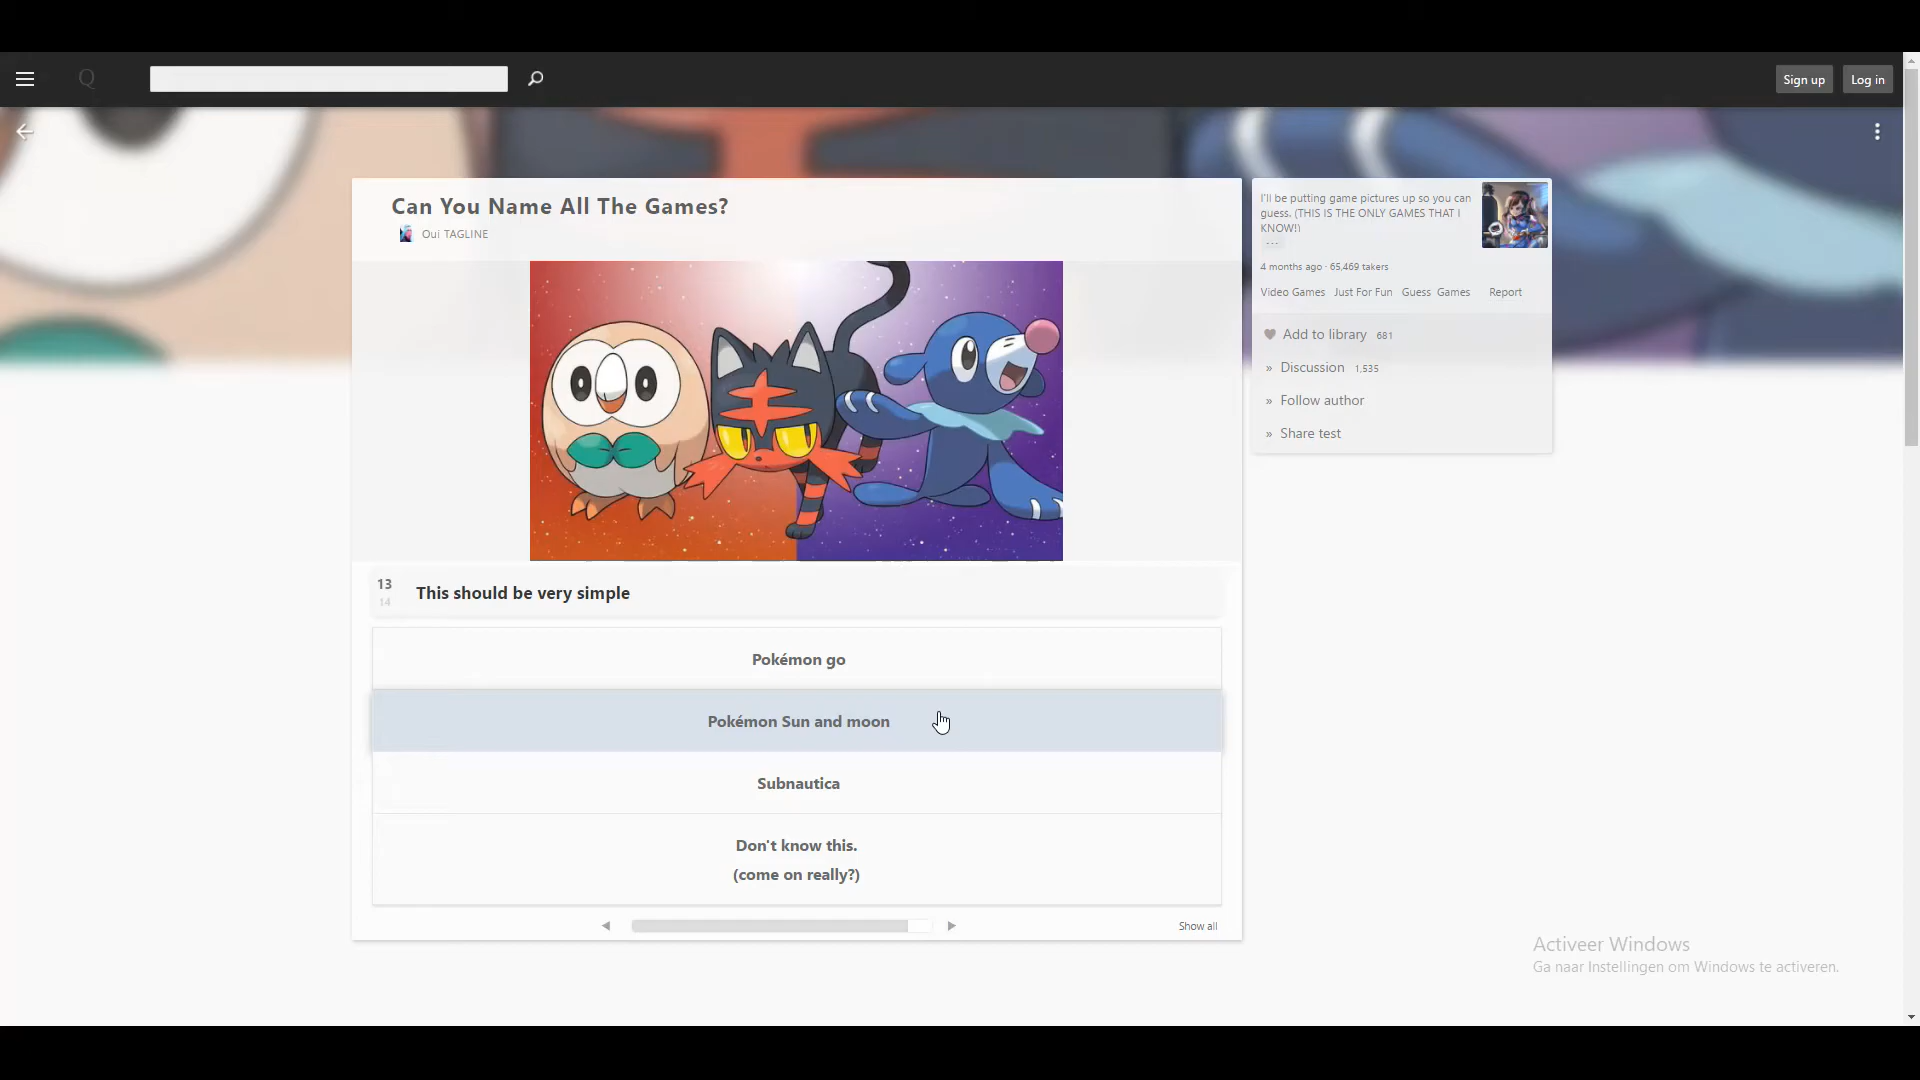 Q
Sign up
Log in
Can You Name All The Games?
Oui TAGLINE
I'll be putting game pictures up so you can
guess. (THIS IS THE ONLY GAMES THAT I
KNOW!)
...
4 months ago · 65,469 takers
Video Games Just For Fun Guess Games Report
Add to library 681
» Discussion 1,535
» Follow author
» Share test
13
14
This should be very simple
Pokémon go
Pokémon Sun and moon
Subnautica
Don't know this.
(come on really?)
Show all
Activeer Windows
Ga naar Instellingen om Windows te activeren.